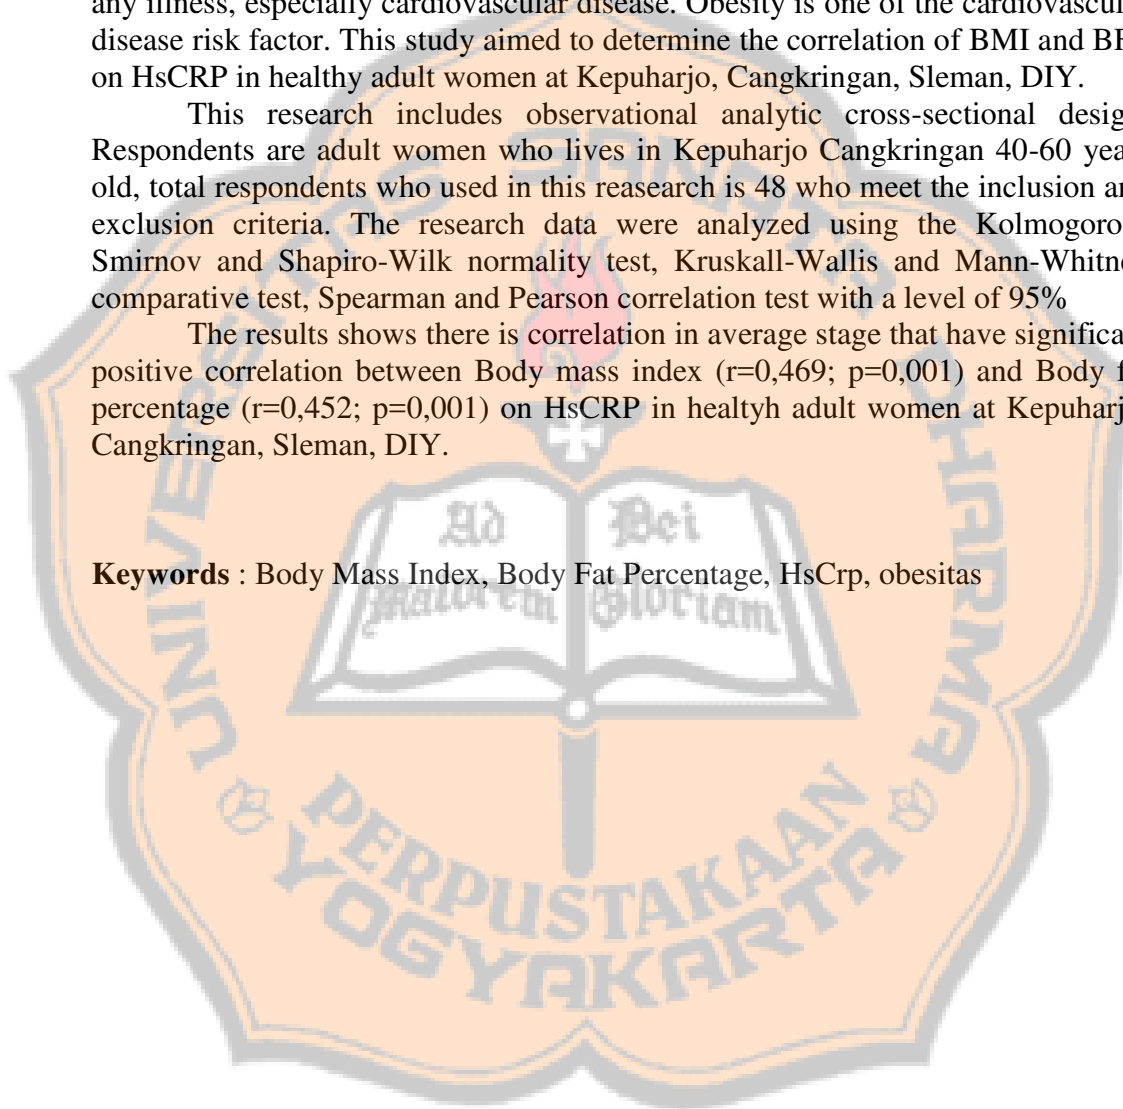 any illness, especially cardiovascular disease. Obesity is one of the cardiovascul
disease risk factor. This study aimed to determine the correlation of BMI and BF
on HsCRP in healthy adult women at Kepuharjo, Cangkringan, Sleman, DIY.
This research includes observational analytic cross-sectional desig
Respondents are adult women who lives in Kepuharjo Cangkringan 40-60 yea
old, total respondents who used in this reasearch is 48 who meet the inclusion an
exclusion criteria. The research data were analyzed using the Kolmogoro
Smirnov and Shapiro-Wilk normality test, Kruskall-Wallis and Mann-Whitne
comparative test, Spearman and Pearson correlation test with a level of 95%
The results shows there is correlation in average stage that have significa
positive correlation between Body mass index (r=0,469; p=0,001) and Body f
percentage (r=0,452; p=0,001) on HsCRP in healtyh adult women at Kepuharj
Cangkringan, Sleman, DIY.
Keywords : Body Mass Index, Body Fat Percentage, HsCrp, obesitas
UNIVERSITAS SANATA DHARMA
Ad Dei
Maiorem Gloriam
PERPUSTAKAAN
YOGYAKARTA